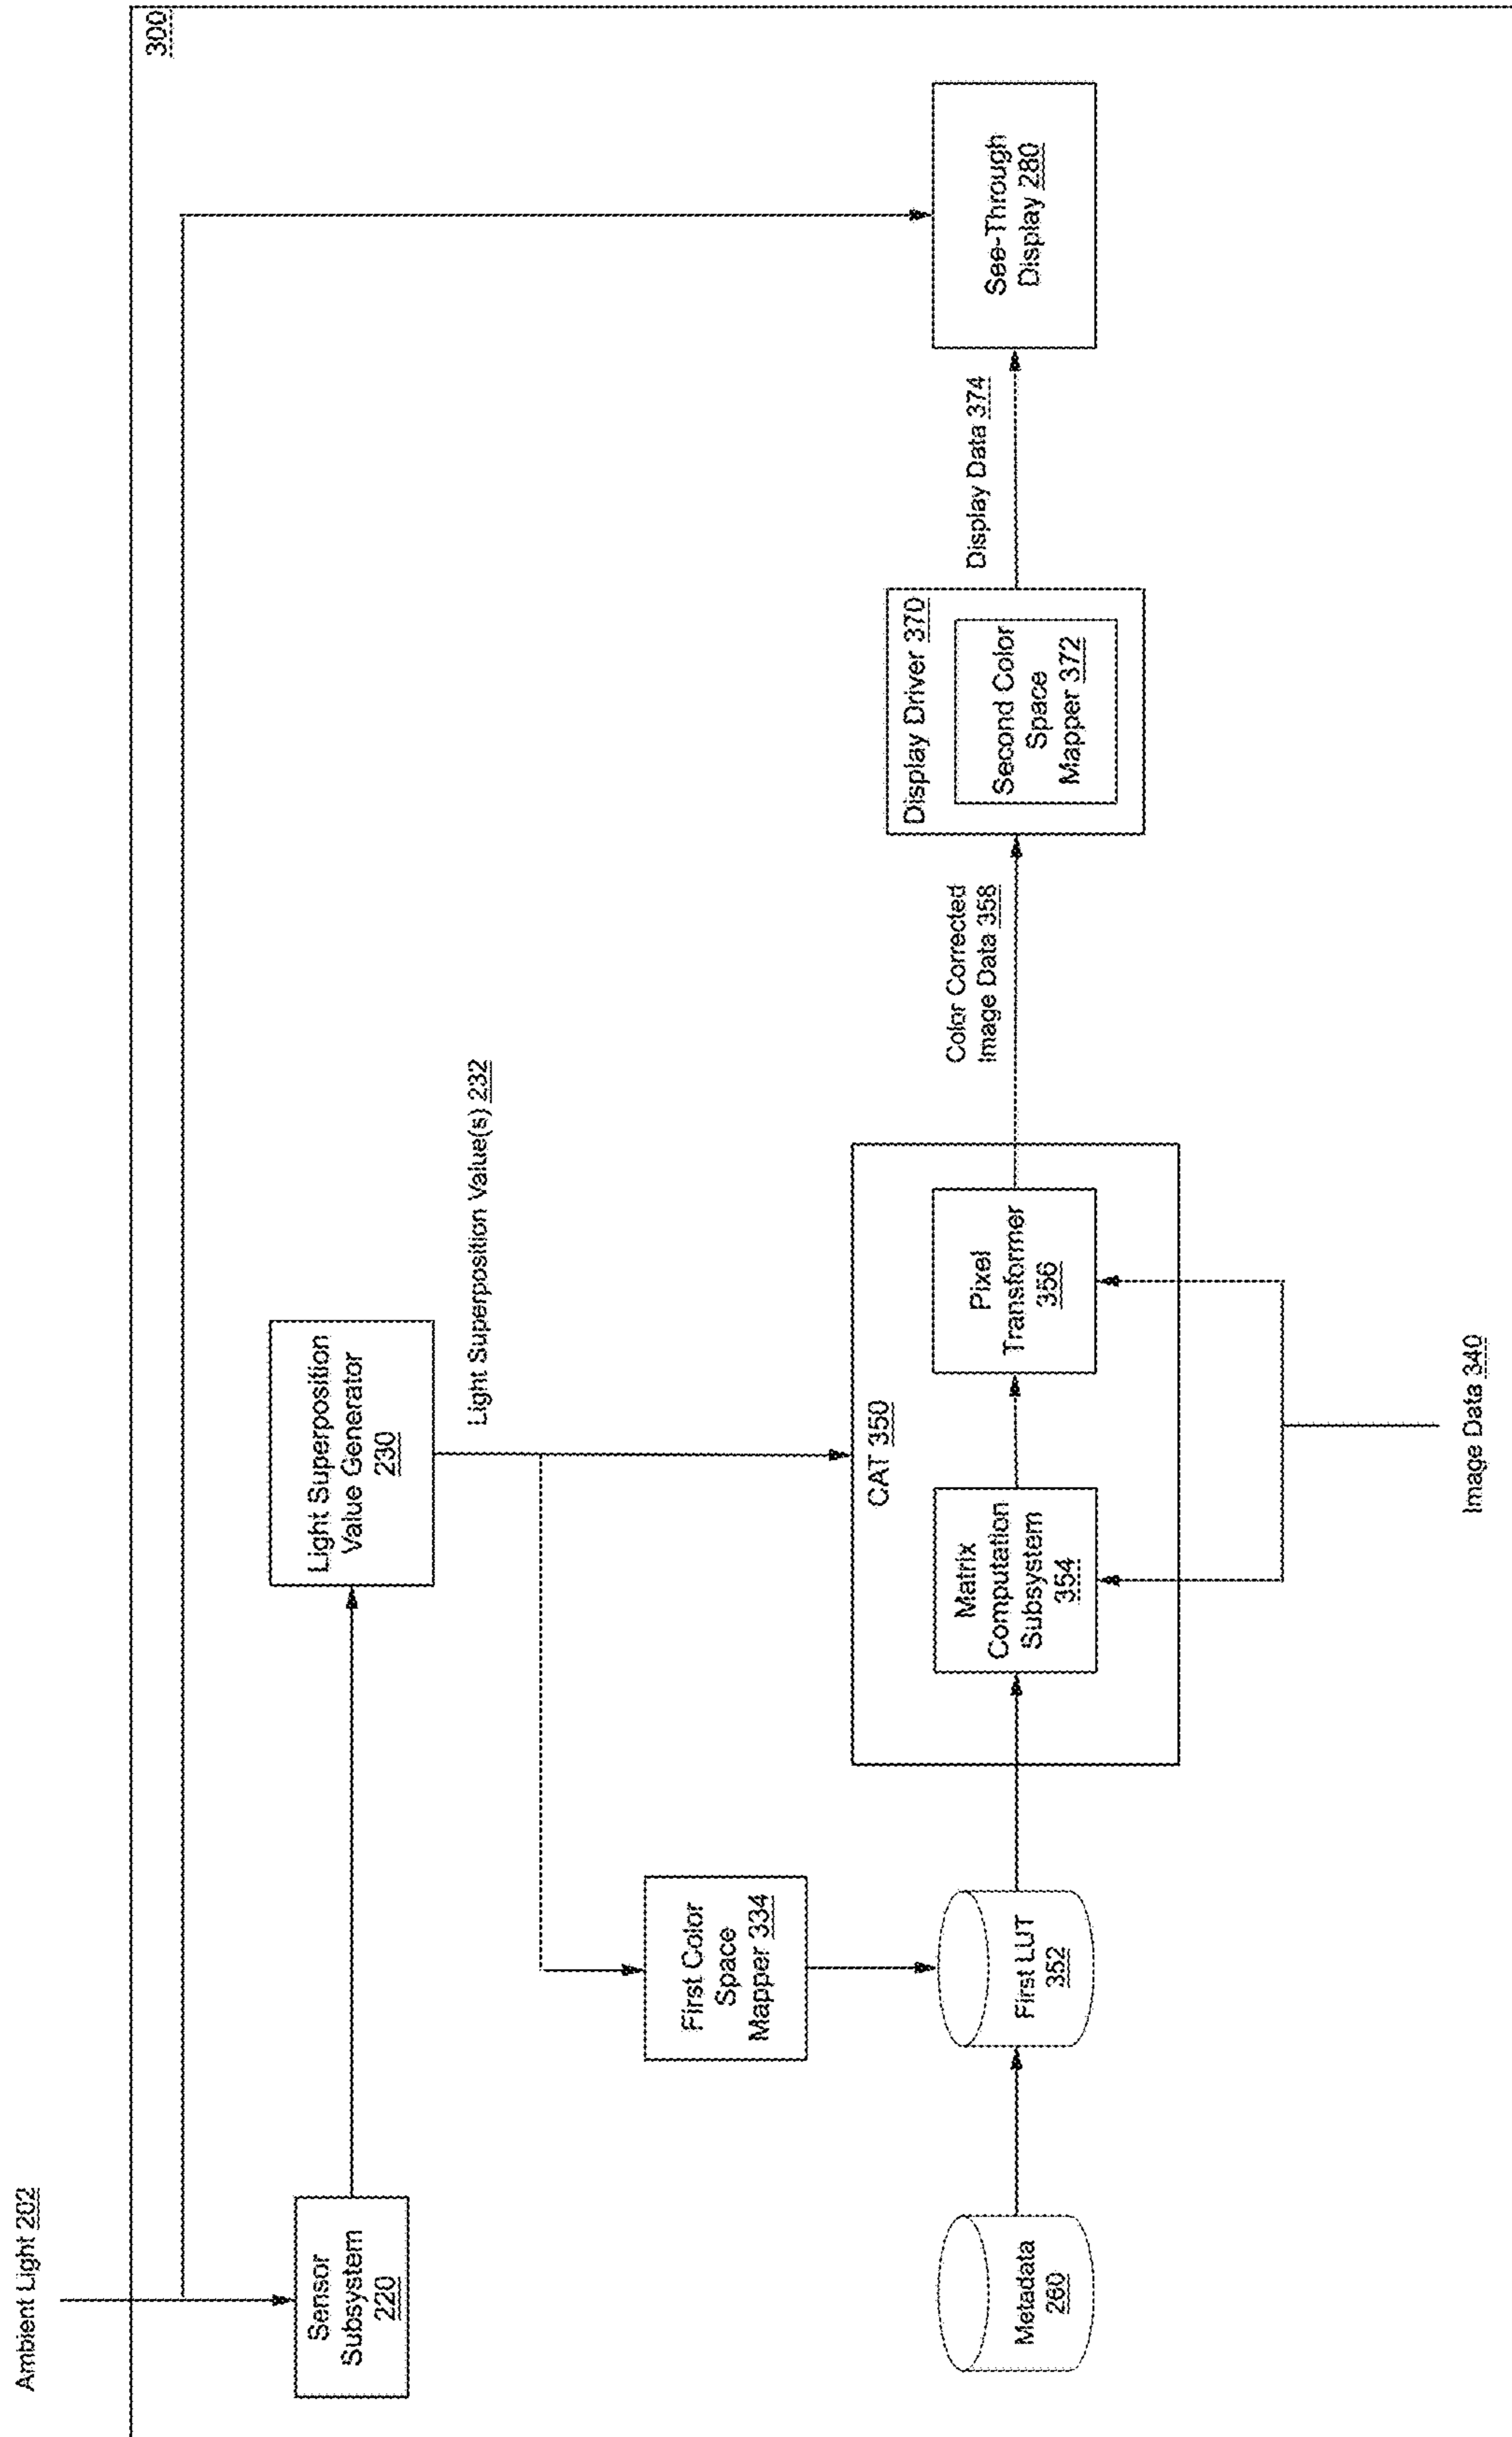 300
Ambient Light 202
Sensor
Subsystem
220
Light Superposition
Value Generator
230
Light Superposition Value(s) 232
First Color
Space
Mapper 334
Metadata
260
First LUT
352
CAT 350
Matrix
Computation
Subsystem
354
Pixel
Transformer
356
Image Data 340
Color Corrected
Image Data 358
Display Driver 370
Second Color
Space
Mapper 372
Display Data 374
See-Through
Display 280